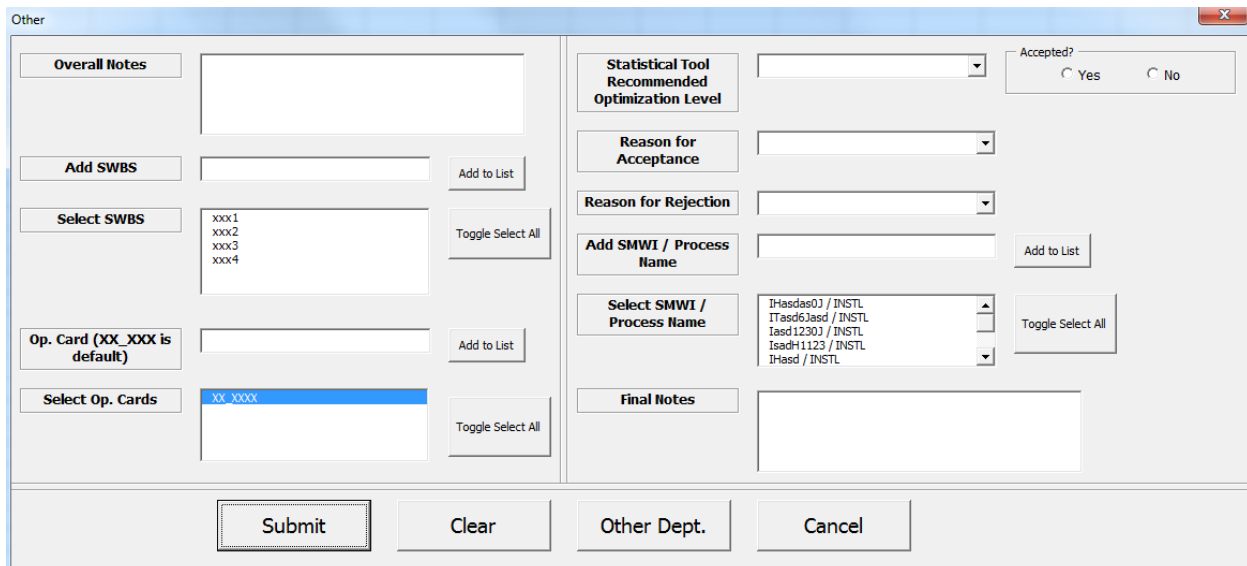 Other
X
Overall Notes
Add SWBS
Add to List
Select SWBS
xxx1
xxx2
xxx3
xxx4
Toggle Select All
Op. Card (XX_XXX is
default)
Add to List
Select Op. Cards
XX_XXXX
Toggle Select All
Statistical Tool
Recommended
Optimization Level
Accepted?
Yes
No
Reason for
Acceptance
Reason for Rejection
Add SMWI / Process
Name
Add to List
Select SMWI /
Process Name
IHasdas0J / INSTL
ITasd6Jasd / INSTL
Iasd1230J / INSTL
IsadH1123 / INSTL
IHasd / INSTL
Toggle Select All
Final Notes
Submit
Clear
Other Dept.
Cancel